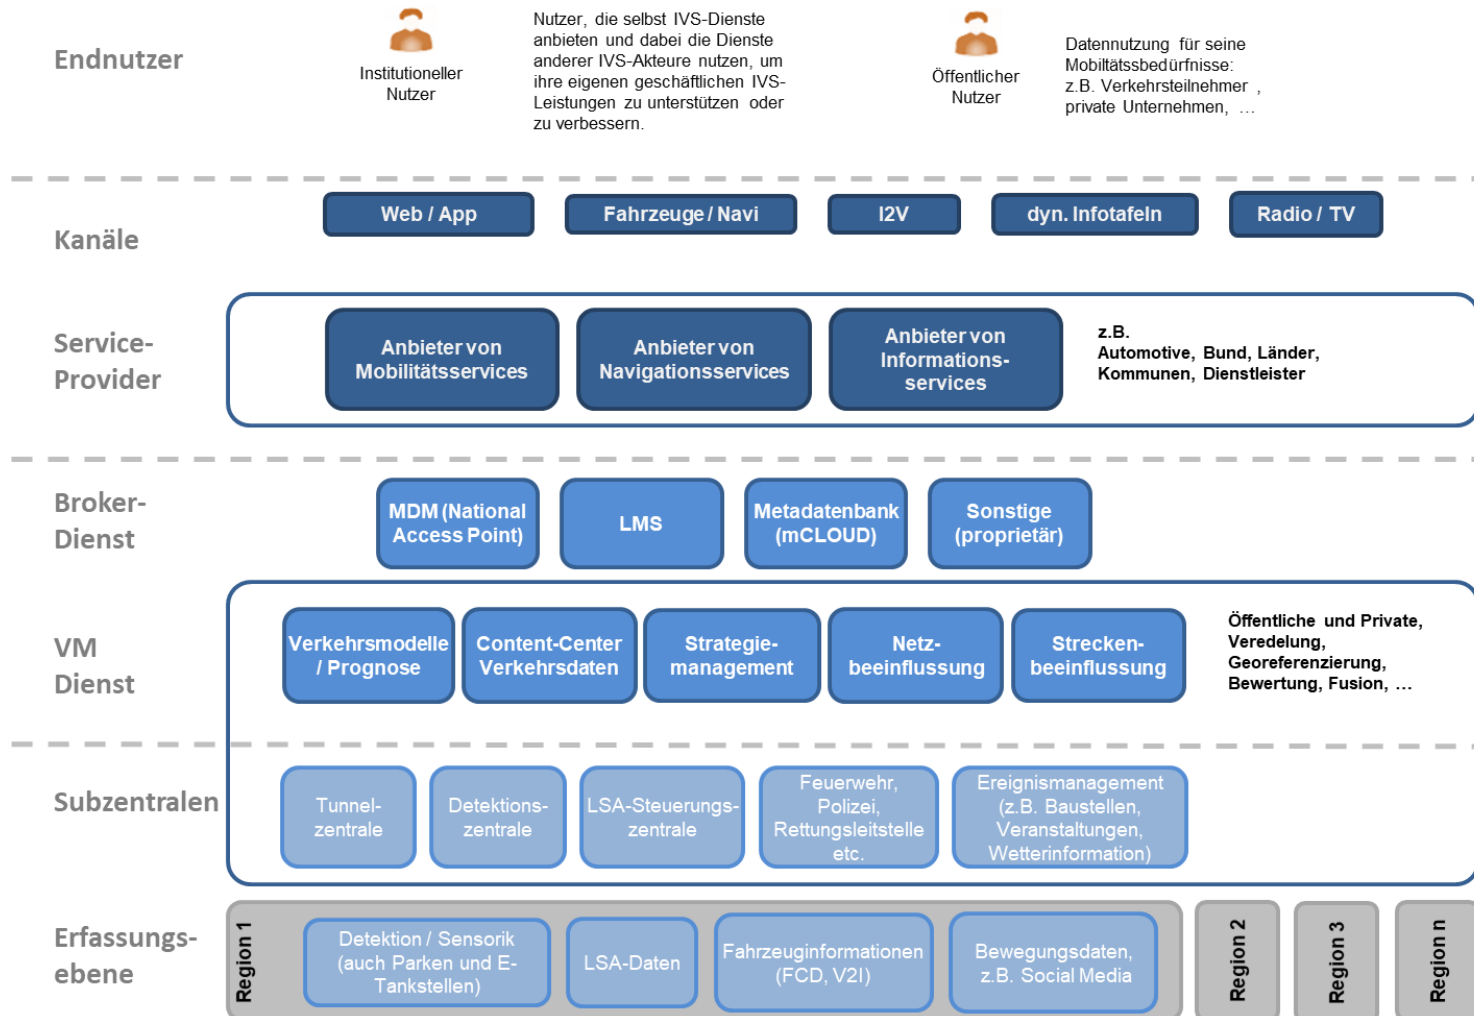 Endnutzer
Institutioneller
Nutzer
Nutzer, die selbst IVS-Dienste
anbieten und dabei die Dienste
anderer IVS-Akteure nutzen, um
ihre eigenen geschäftlichen IVS-
Leistungen zu unterstützen oder
zu verbessern.
Öffentlicher
Nutzer
Datennutzung für seine
Mobiltätssbedürfnisse:
z.B. Verkehrsteilnehmer ,
private Unternehmen, …
Kanäle
Web / App
Fahrzeuge / Navi
I2V
dyn. Infotafeln
Radio / TV
Service-
Provider
Anbieter von
Mobilitätsservices
Anbieter von
Navigationsservices
Anbieter von
Informations-
services
z.B.
Automotive, Bund, Länder,
Kommunen, Dienstleister
Broker-
Dienst
MDM (National
Access Point)
LMS
Metadatenbank
(mCLOUD)
Sonstige
(proprietär)
VM
Dienst
Verkehrsmodelle
/ Prognose
Content-Center
Verkehrsdaten
Strategie-
management
Netz-
beeinflussung
Strecken-
beeinflussung
Öffentliche und Private,
Veredelung,
Georeferenzierung,
Bewertung, Fusion, …
Subzentralen
Tunnel-
zentrale
Detektions-
zentrale
LSA-Steuerungs-
zentrale
Feuerwehr,
Polizei,
Rettungsleitstelle
etc.
Ereignismanagement
(z.B. Baustellen,
Veranstaltungen,
Wetterinformation)
Erfassungs-
ebene
Region 1
Detektion / Sensorik
(auch Parken und E-
Tankstellen)
LSA-Daten
Fahrzeuginformationen
(FCD, V2I)
Bewegungsdaten,
z.B. Social Media
Region 2
Region 3
Region n